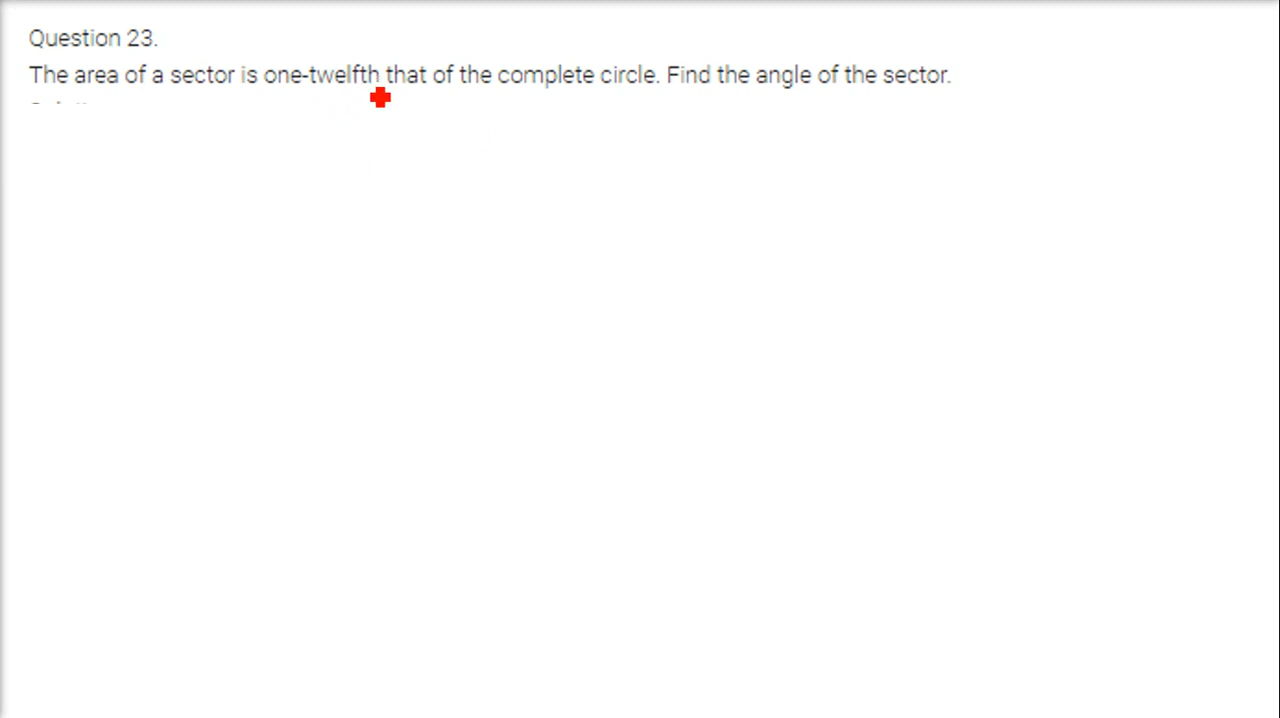 Question 23.
The area of a sector is one-twelfth that of the complete circle. Find the angle of the sector.